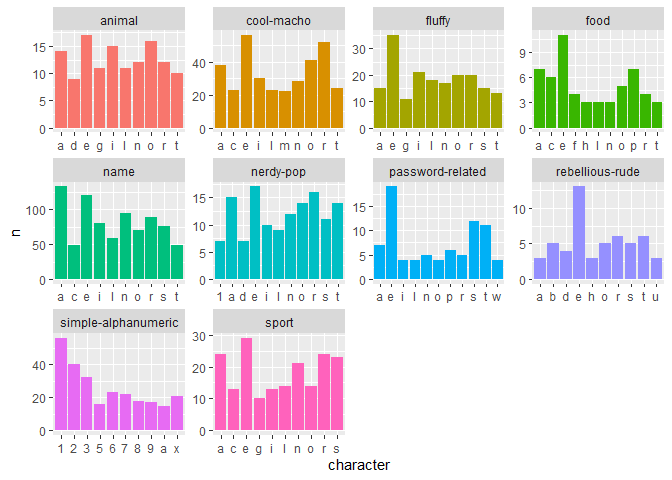 animal cool-macho fluffy food
15 10 5 0 40 20 0 30 20 10 0 9 6 3 0
a d e g i l n o r t a c e i l m n o r t a e g i l n o r s t a c e f h l n o p r t
name nerdy-pop password-related rebellious-rude
100 50 0 15 10 5 0 15 10 5 0 10 5 0
a c e i l n o r s t 1 a d e i l n o r s t a e i l n o p r s t w a b d e h o r s t u
simple-alphanumeric sport
40 20 0 30 20 10 0
1 2 3 5 6 7 8 9 a x a c e g i l n o r s
n
character